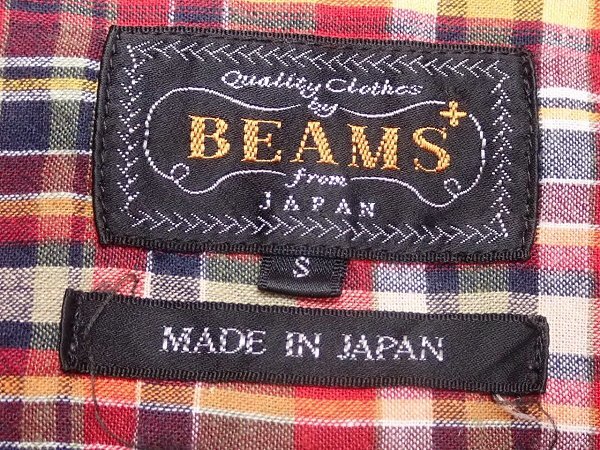 Quality Clothes
by
BEAMS+
from
JAPAN
S
MADE IN JAPAN